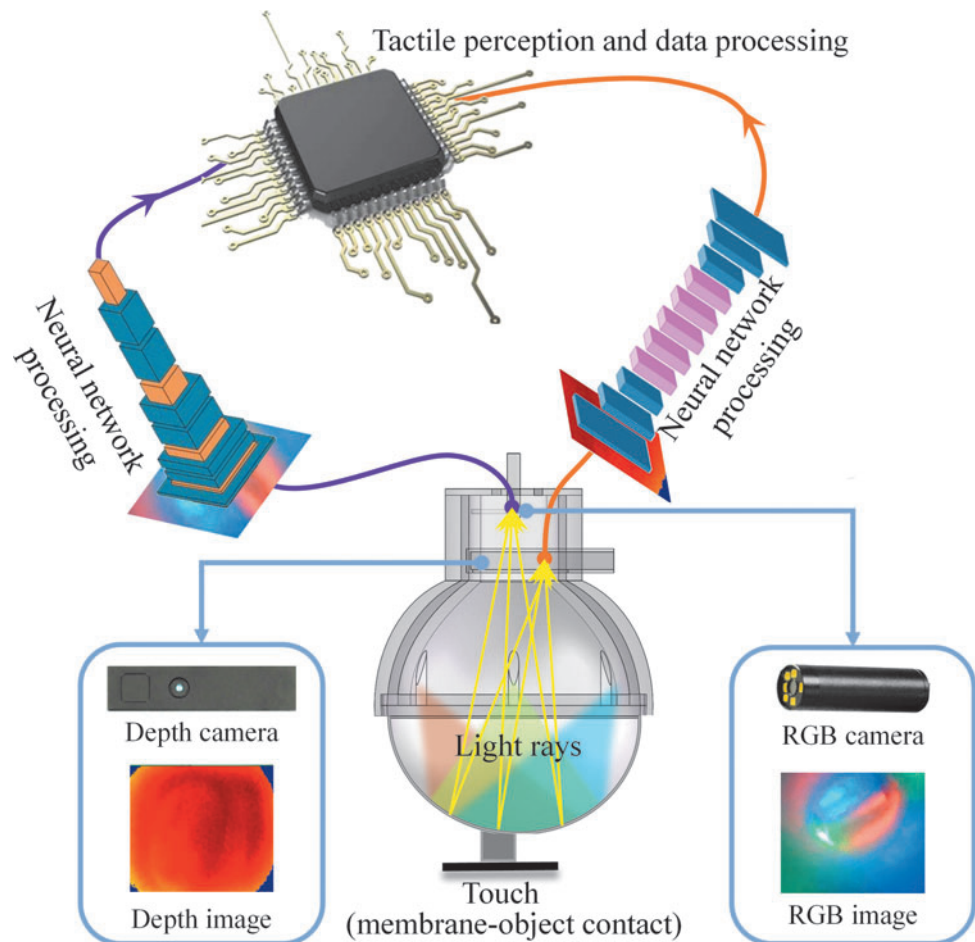 Tactile perception and data processing
Neural network
processing
Neural network
processing
Light rays
Depth camera
Depth image
RGB camera
RGB image
Touch
(membrane-object contact)